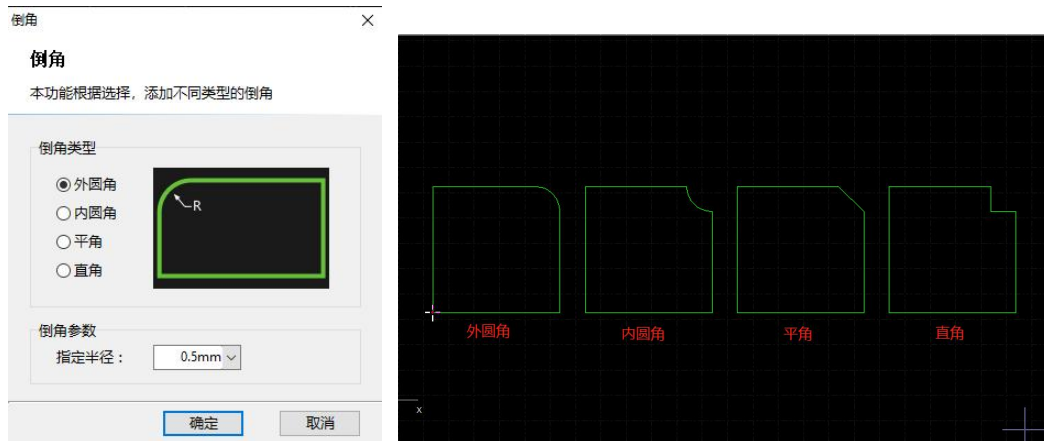 倒角
倒角
本功能根据选择，添加不同类型的倒角
倒角类型
外圆角
内圆角
平角
直角
R
倒角参数
指定半径：
0.5mm
确定
取消
外圆角
内圆角
平角
直角
x